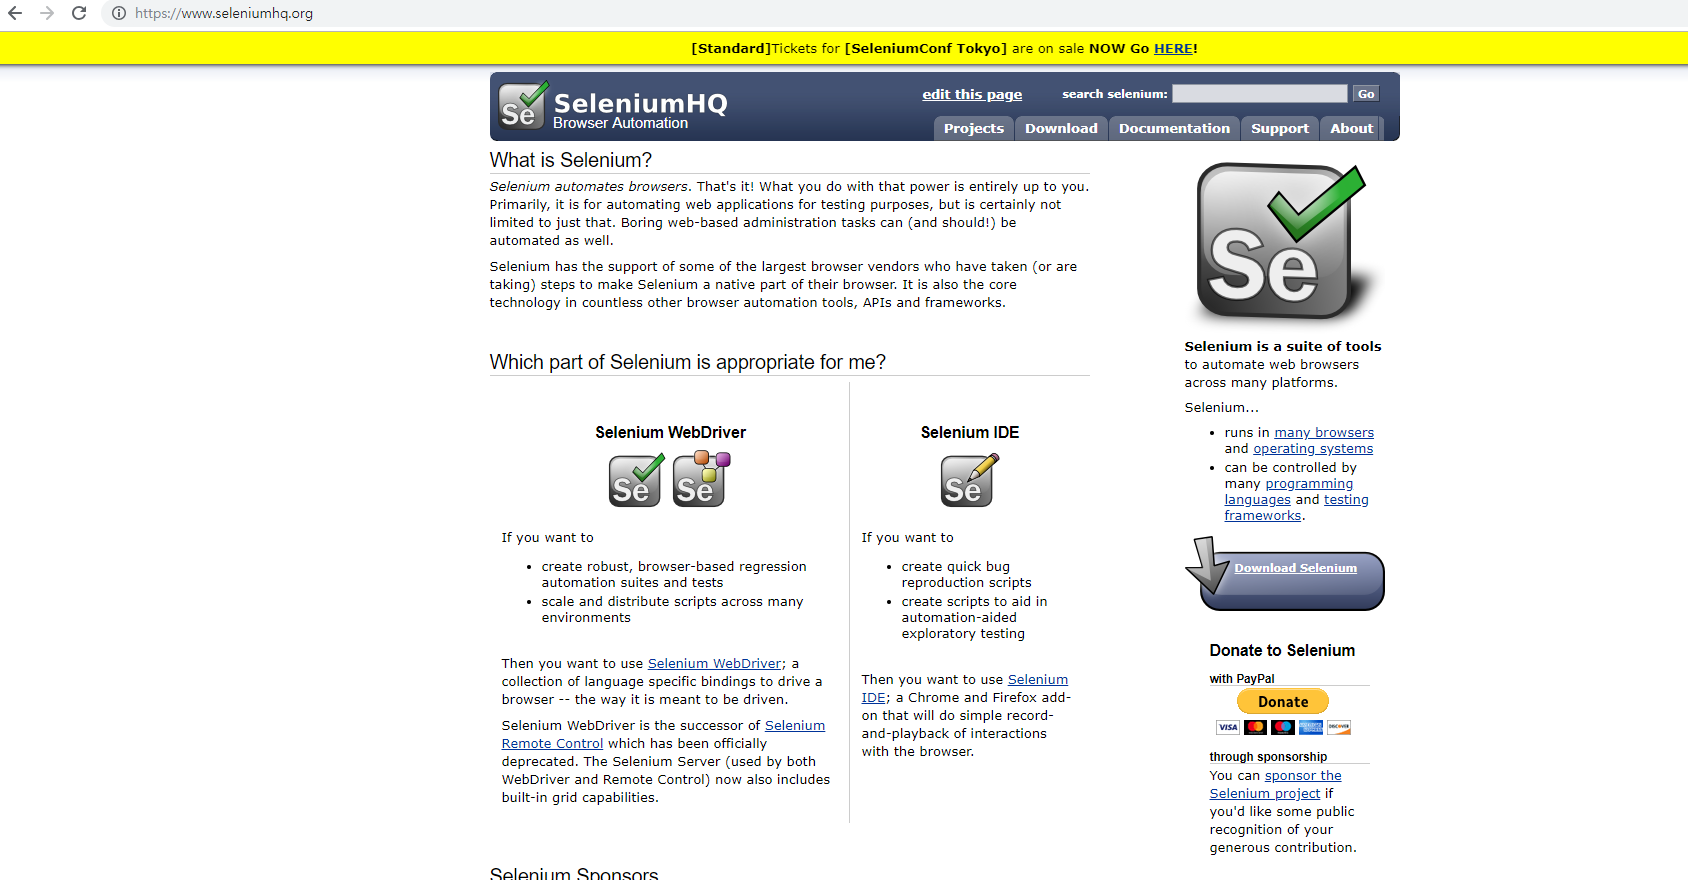 https://www.seleniumhq.org
[Standard]Tickets for [SeleniumConf Tokyo] are on sale NOW Go HERE!
Se SeleniumHQ
Browser Automation
edit this page
search selenium: Go
Projects Download Documentation Support About
What is Selenium?
Selenium automates browsers. That's it! What you do with that power is entirely up to you.
Primarily, it is for automating web applications for testing purposes, but is certainly not
limited to just that. Boring web-based administration tasks can (and should!) be
automated as well.
Selenium has the support of some of the largest browser vendors who have taken (or are
taking) steps to make Selenium a native part of their browser. It is also the core
technology in countless other browser automation tools, APIs and frameworks.
Which part of Selenium is appropriate for me?
Selenium WebDriver
Se Se
If you want to
• create robust, browser-based regression
automation suites and tests
• scale and distribute scripts across many
environments
Then you want to use Selenium WebDriver; a
collection of language specific bindings to drive a
browser -- the way it is meant to be driven.
Selenium WebDriver is the successor of Selenium
Remote Control which has been officially
deprecated. The Selenium Server (used by both
WebDriver and Remote Control) now also includes
built-in grid capabilities.
Selenium IDE
Se
If you want to
• create quick bug
reproduction scripts
• create scripts to aid in
automation-aided
exploratory testing
Then you want to use Selenium
IDE; a Chrome and Firefox add-
on that will do simple record-
and-playback of interactions
with the browser.
Se
Selenium is a suite of tools
to automate web browsers
across many platforms.
Selenium...
• runs in many browsers
and operating systems
• can be controlled by
many programming
languages and testing
frameworks.
Download Selenium
Donate to Selenium
with PayPal
Donate
VISA DISCOVER
through sponsorship
You can sponsor the
Selenium project if
you'd like some public
recognition of your
generous contribution.
Selenium Sponsors